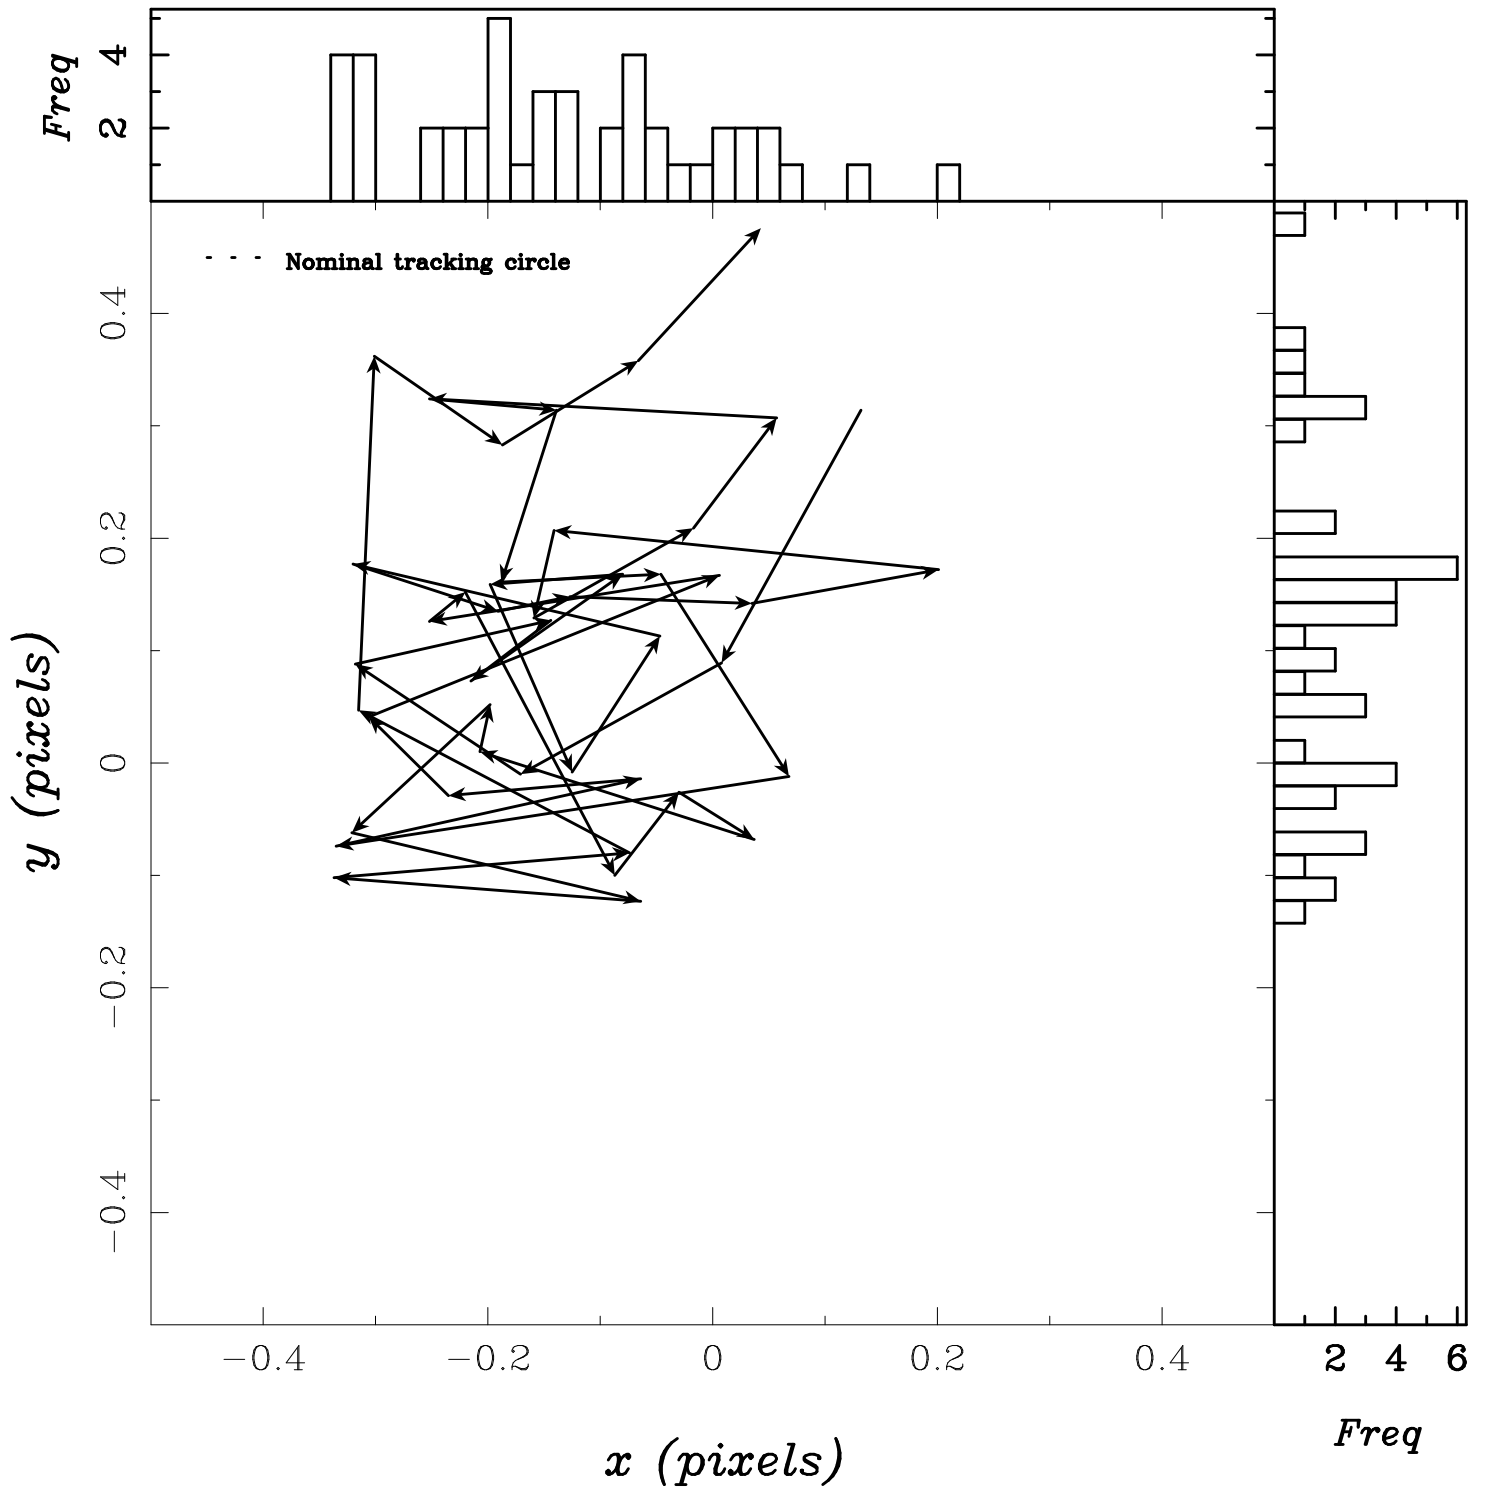 Freq
4
2
- - - Nominal tracking circle
0.4
0.2
0
−0.2
−0.4
y (pixels)
−0.4 −0.2 0 0.2 0.4
2 4 6
x (pixels)
Freq